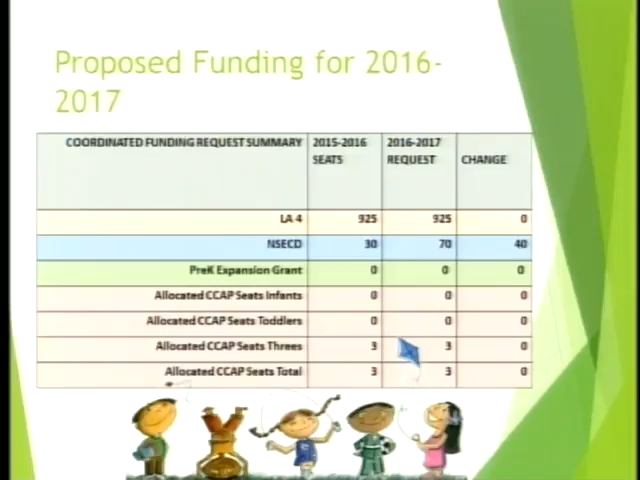 Proposed Funding for 2016-
2017
COORDINATED FUNDING REQUEST SUMMARY 2015-2016 SEATS 2016-2017 REQUEST CHANGE
LA 4 925 925 0
NSECD 30 70 40
PreK Expansion Grant 0 0 0
Allocated CCAP Seats Infants 0 0 0
Allocated CCAP Seats Toddlers 0 0 0
Allocated CCAP Seats Threes 3 3 0
Allocated CCAP Seats Total 3 3 0